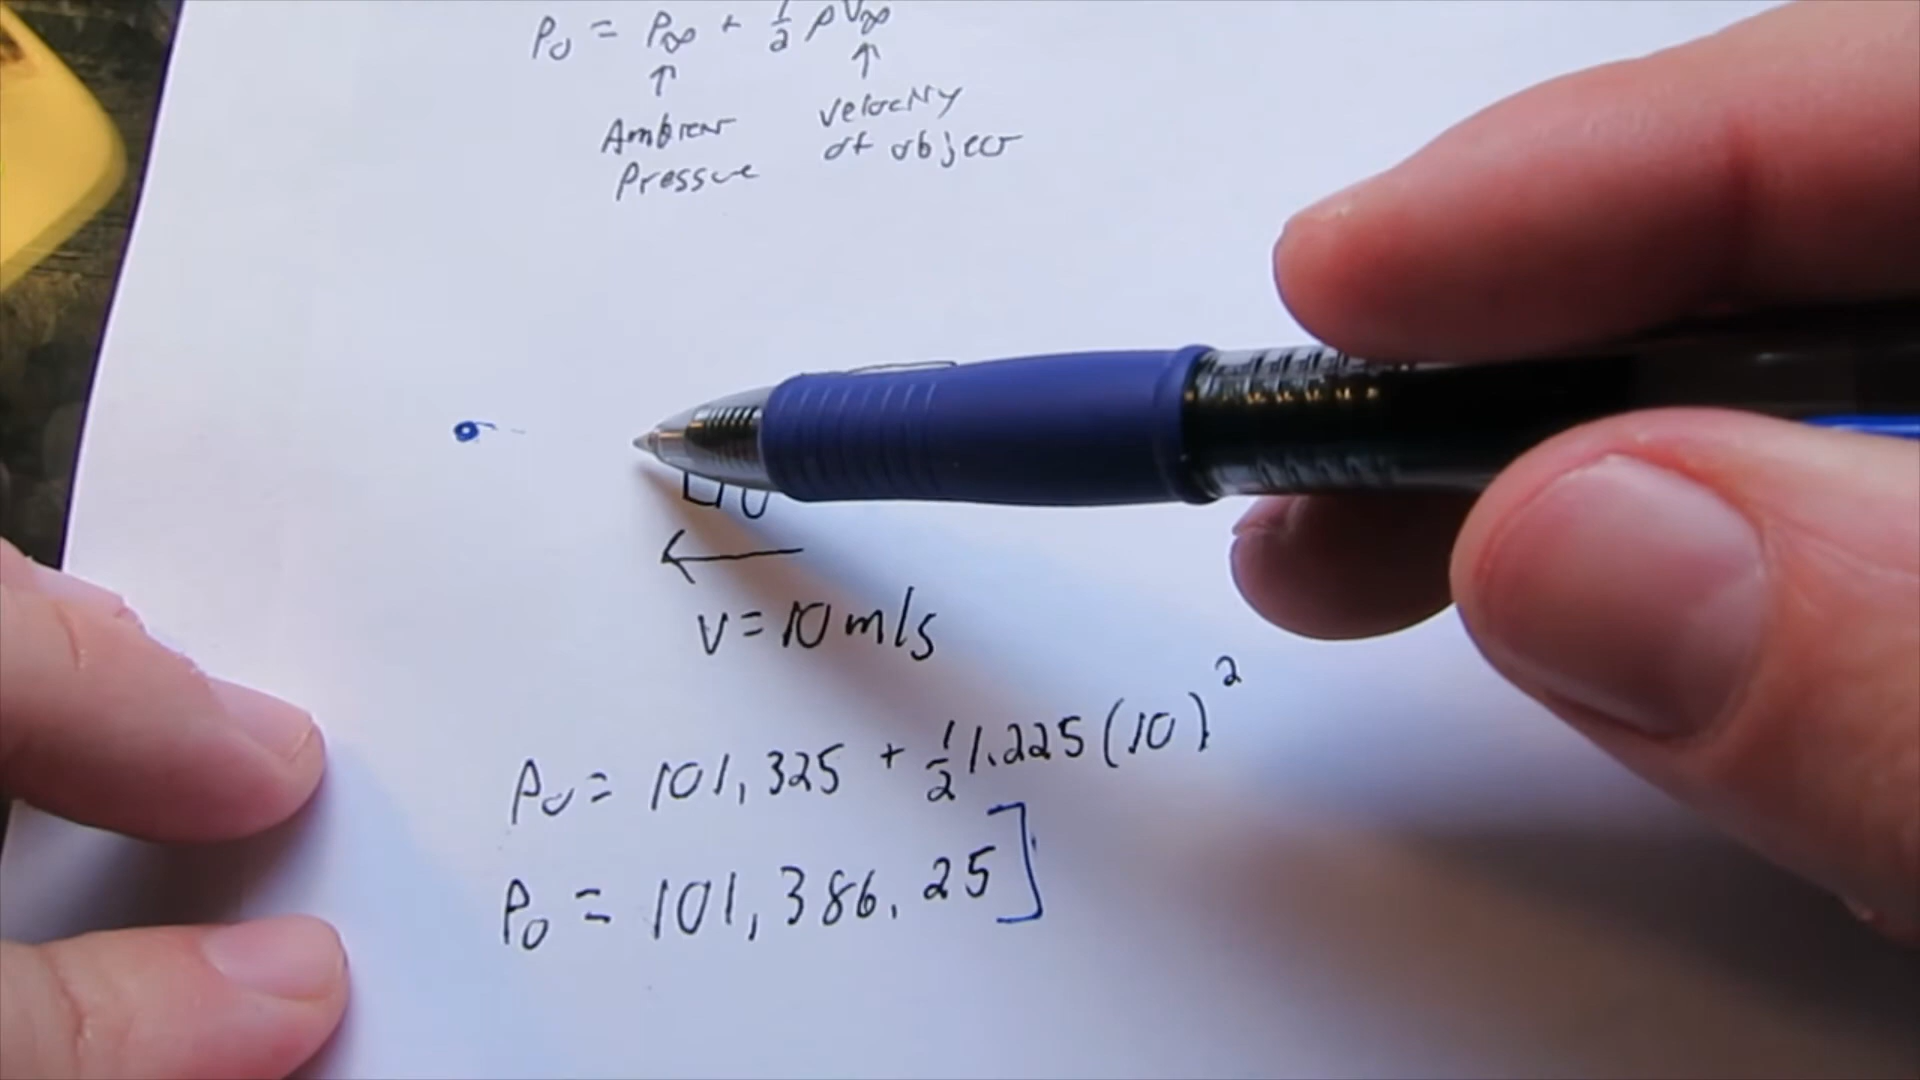 P₀ = P∞ + 1/2 ρ V∞
↑ ↑
Ambient Pressure
velocity of object
←
V = 10 m/s
P₀ = 101,325 + 1/2 1.225 (10)²
P₀ = 101,386.25]